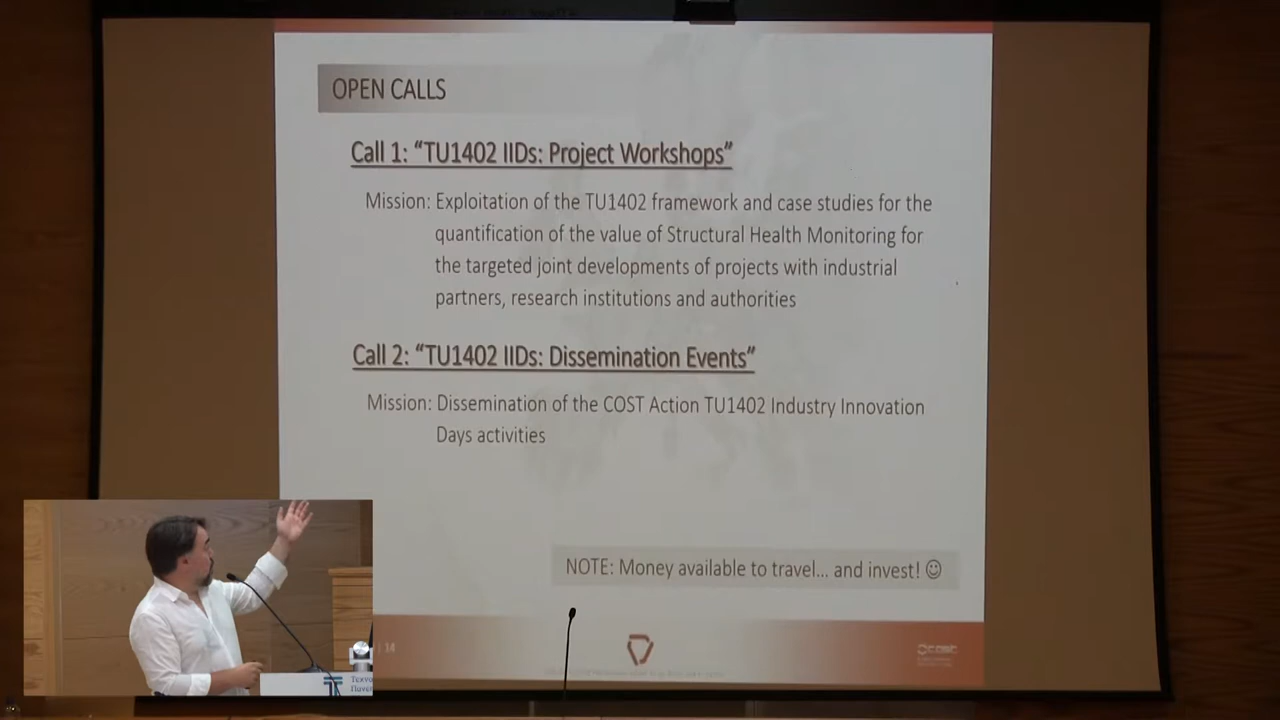 OPEN CALLS
Call 1: “TU1402 IIDs: Project Workshops”
Mission: Exploitation of the TU1402 framework and case studies for the
quantification of the value of Structural Health Monitoring for
the targeted joint developments of projects with industrial
partners, research institutions and authorities
Call 2: “TU1402 IIDs: Dissemination Events”
Mission: Dissemination of the COST Action TU1402 Industry Innovation
Days activities
NOTE: Money available to travel... and invest! ☺
| 14
cost